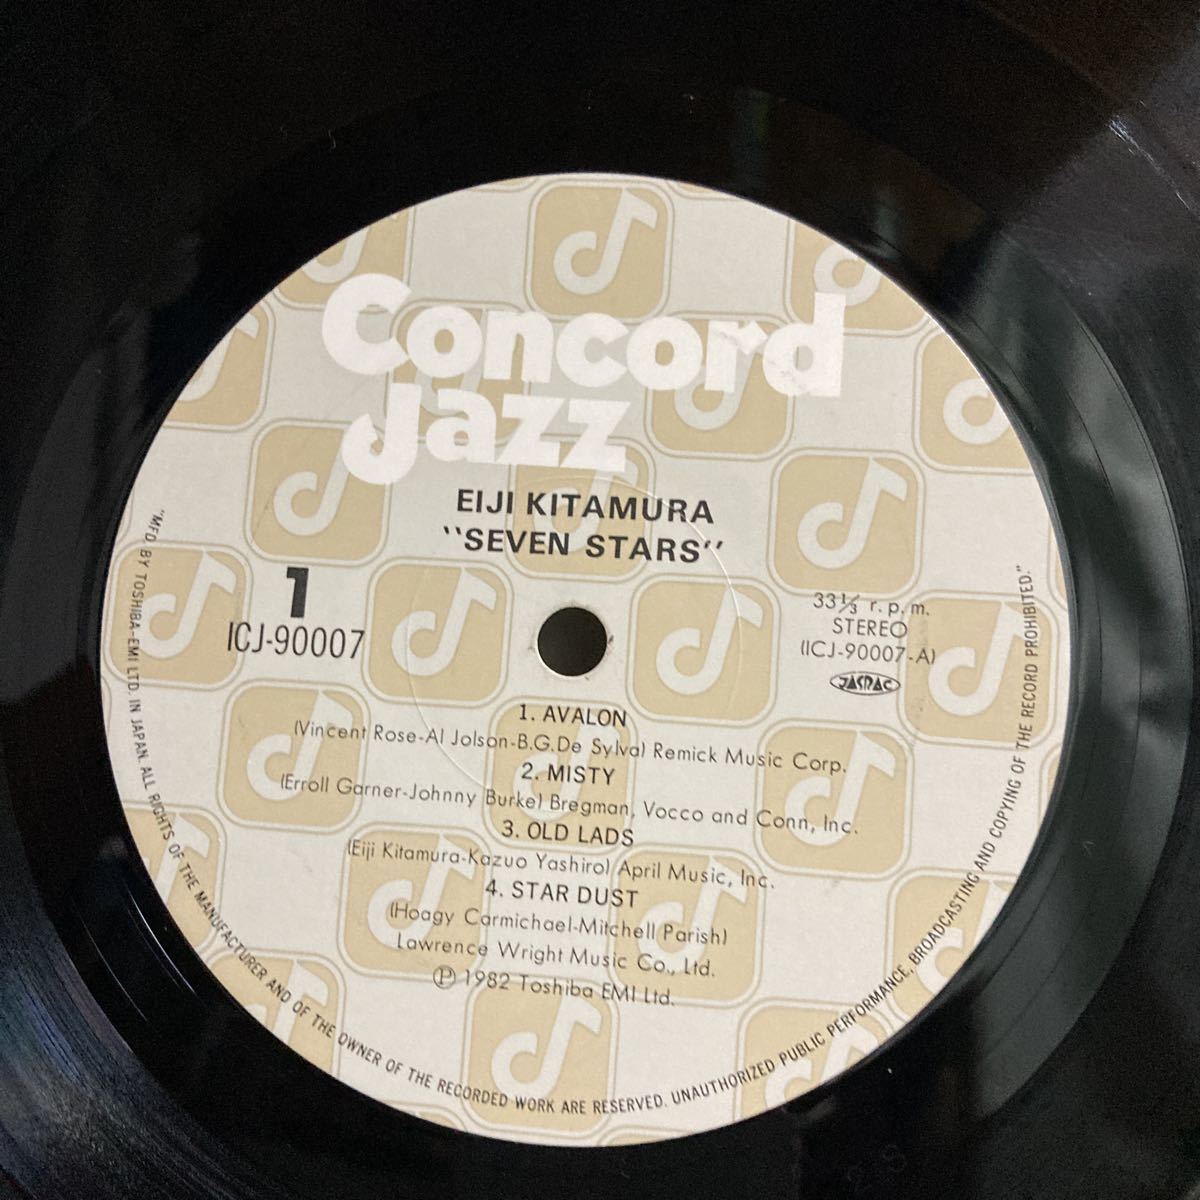 Concord
Jazz
EIJI KITAMURA
"SEVEN STARS"
1
ICJ-90007
33 1/3 r.p.m.
STEREO
(ICJ-90007-A)
JASRAC
1. AVALON
(Vincent Rose-Al Jolson-B.G.De Sylva) Remick Music Corp.
2. MISTY
(Erroll Garner-Johnny Burke) Bregman, Vocco and Conn, Inc.
3. OLD LADS
(Eiji Kitamura-Kazuo Yashiro) April Music, Inc.
4. STAR DUST
(Hoagy Carmichael-Mitchell Parish)
Lawrence Wright Music Co., Ltd.
℗ 1982 Toshiba EMI Ltd.
"MFD. BY TOSHIBA-EMI LTD. IN JAPAN. ALL RIGHTS OF THE MANUFACTURER AND OF THE OWNER OF THE RECORDED WORK ARE RESERVED. UNAUTHORIZED PUBLIC PERFORMANCE, BROADCASTING AND COPYING OF THE RECORD PROHIBITED."